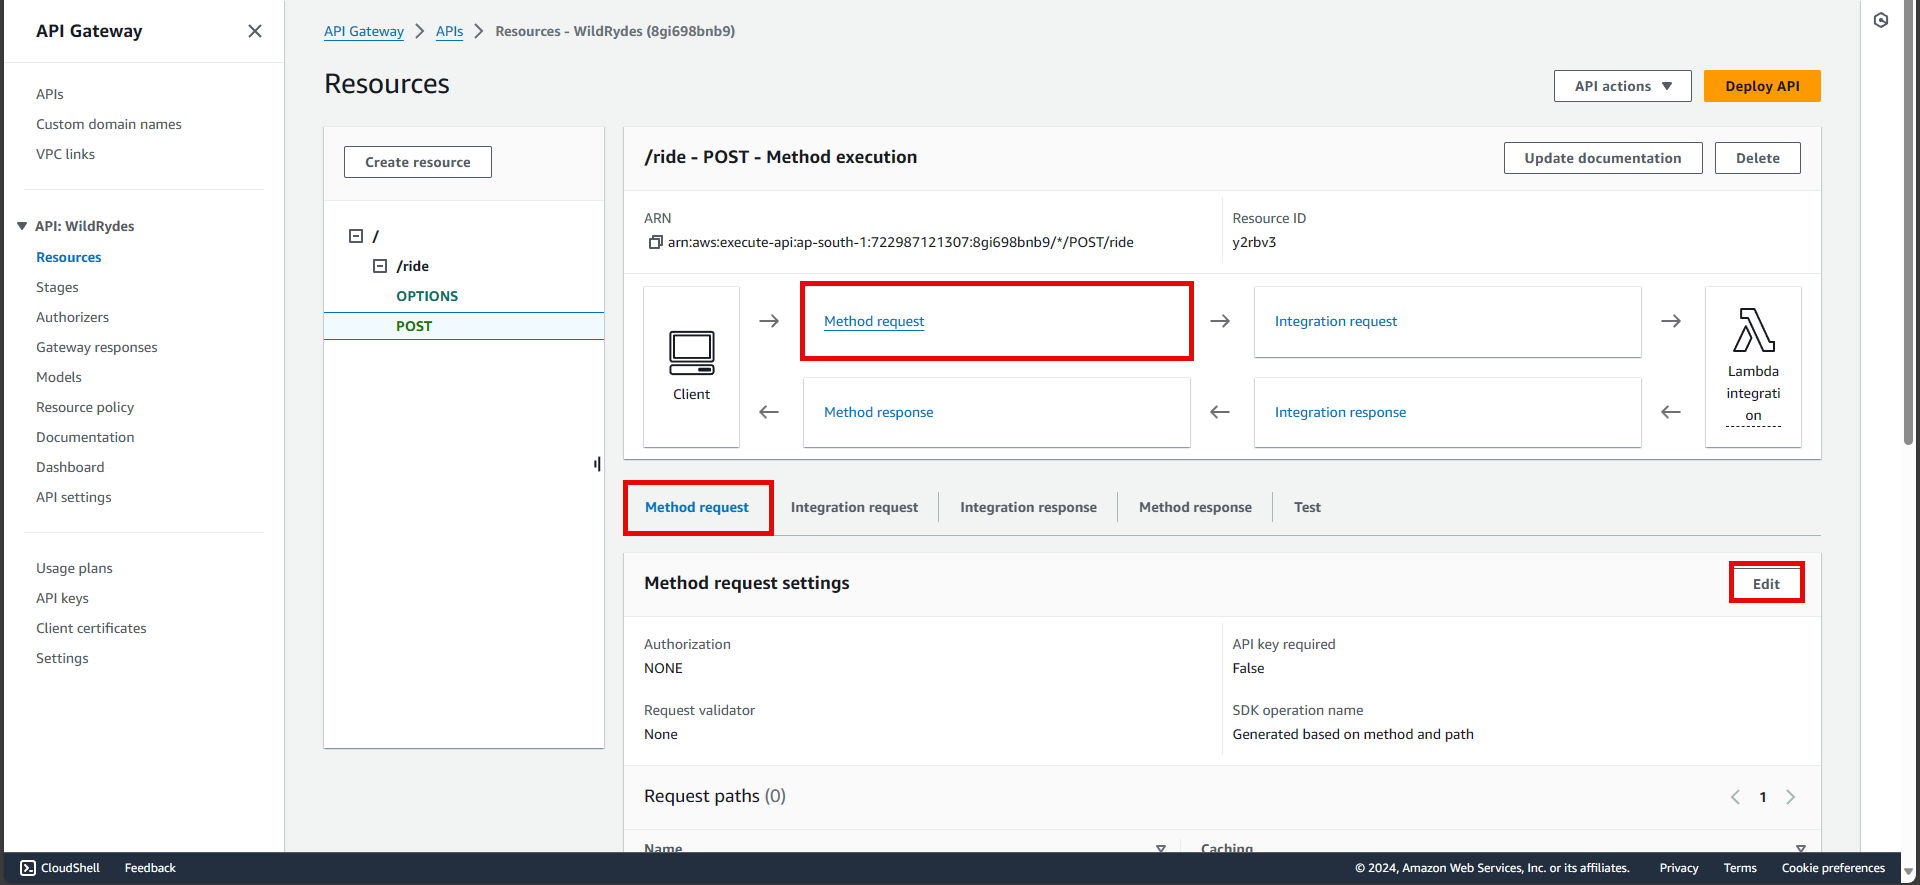 API Gateway
APIs
Custom domain names
VPC links
API: WildRydes
Resources
Stages
Authorizers
Gateway responses
Models
Resource policy
Documentation
Dashboard
API settings
Usage plans
API keys
Client certificates
Settings
API Gateway > APIs > Resources - WildRydes (8gi698bnb9)
Resources
API actions
Deploy API
Create resource
/
/ride
OPTIONS
POST
/ride - POST - Method execution
Update documentation
Delete
ARN
arn:aws:execute-api:ap-south-1:722987121307:8gi698bnb9/*/POST/ride
Resource ID
y2rbv3
Client
Method request
Integration request
Method response
Integration response
Lambda
integrati
on
Method request
Integration request
Integration response
Method response
Test
Method request settings
Edit
Authorization
NONE
API key required
False
Request validator
None
SDK operation name
Generated based on method and path
Request paths (0)
1
Name
Caching
CloudShell
Feedback
© 2024, Amazon Web Services, Inc. or its affiliates.
Privacy
Terms
Cookie preferences